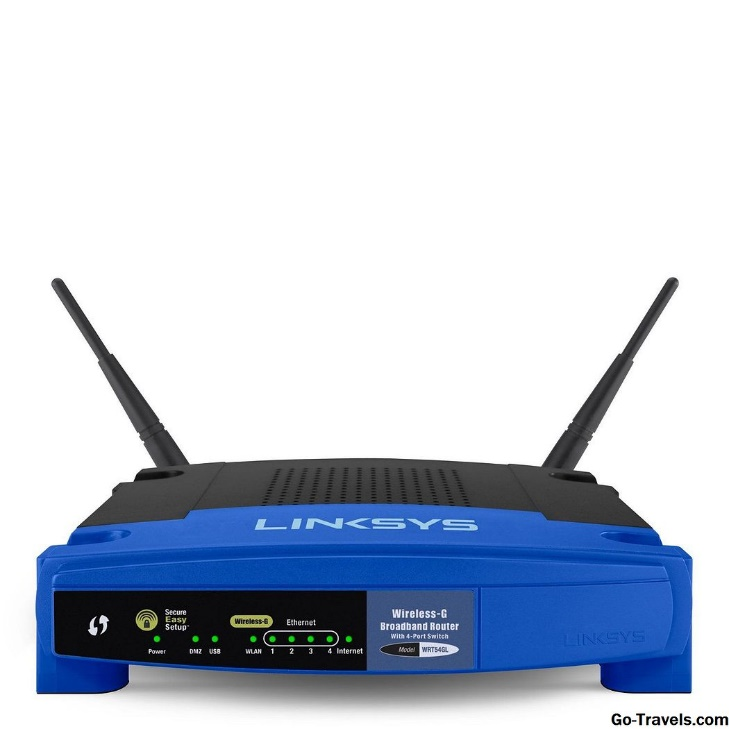 LINKSYS
Secure
Easy
Setup™
Wireless-G
Ethernet
Wireless-G
Broadband Router
With 4-Port Switch
LINKSYS
Power
DMZ USB
WLAN 1 2 3 4 Internet
Model WRT54GL
Go-Travels.com